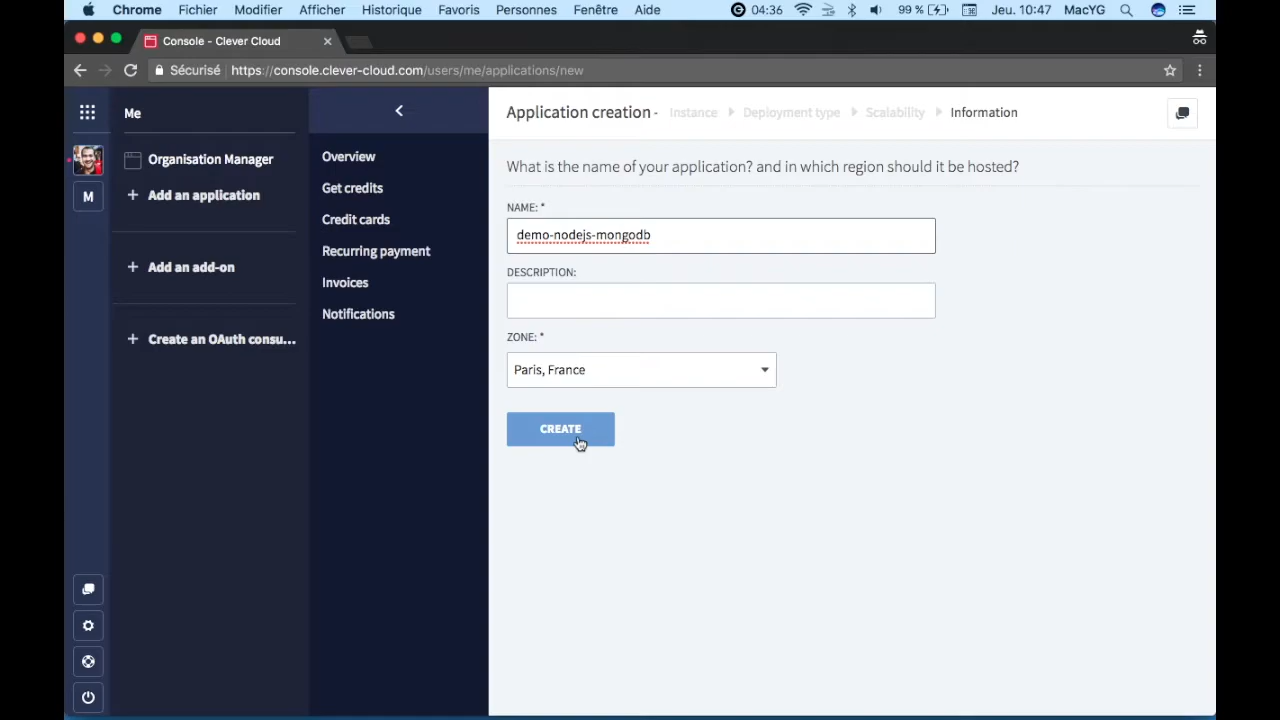 Chrome Fichier Modifier Afficher Historique Favoris Personnes Fenêtre Aide 04:36 99 % Jeu. 10:47 MacYG
Console - Clever Cloud
Sécurisé https://console.clever-cloud.com/users/me/applications/new
Me
Organisation Manager
+ Add an application
+ Add an add-on
+ Create an OAuth consu...
M
Overview
Get credits
Credit cards
Recurring payment
Invoices
Notifications
Application creation - Instance Deployment type Scalability Information
What is the name of your application? and in which region should it be hosted?
NAME: *
demo-nodejs-mongodb
DESCRIPTION:
ZONE: *
Paris, France
CREATE